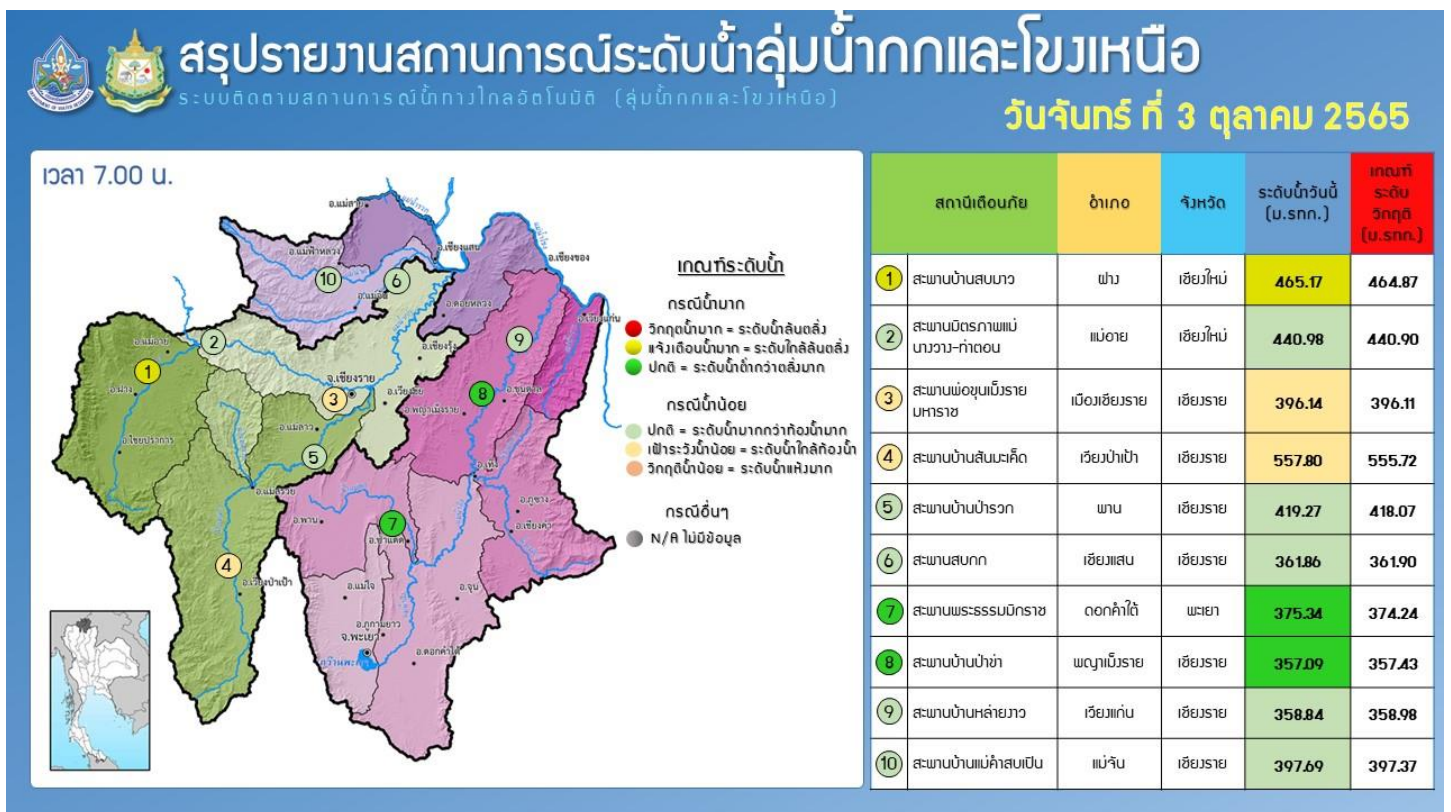 สรุปรายงานสถานการณ์ระดับน้ำลุ่มน้ำกกและโขงเหนือ
ระบบติดตามสถานการณ์น้ำทางไกลอัตโนมัติ (ลุ่มน้ำกกและโขงเหนือ)
วันจันทร์ ที่ 3 ตุลาคม 2565
เวลา 7.00 น.
อ.แม่สาย
แม่น้ำรวก
อ.แม่ฟ้าหลวง
อ.เชียงแสน
แม่น้ำโขง
อ.เชียงของ
10
6
อ.ดอยหลวง
อ.เวียงแก่น
2
อ.แม่อาย
9
อ.เชียงรุ้ง
1
อ.ฝาง
จ.เชียงราย
3
8
อ.ขุนตาล
อ.พญาเม็งราย
อ.แม่ลาว
อ.ไชยปราการ
5
อ.เทิง
อ.แม่สรวย
อ.ภูซาง
อ.พาน
7
อ.เชียงคำ
อ.ป่าแดด
4
อ.เวียงป่าเป้า
อ.แม่ใจ
อ.จุน
อ.ภูกามยาว
จ.พะเยา
อ.ดอกคำใต้
เกณฑ์ระดับน้ำ
กรณีน้ำมาก
วิกฤตน้ำมาก = ระดับน้ำล้นตลิ่ง
แจ้งเตือนน้ำมาก = ระดับใกล้ล้นตลิ่ง
ปกติ = ระดับน้ำต่ำกว่าตลิ่งมาก
กรณีน้ำน้อย
ปกติ = ระดับน้ำมากกว่าท้องน้ำมาก
เฝ้าระวังน้ำน้อย = ระดับน้ำใกล้ท้องน้ำ
วิกฤติน้ำน้อย = ระดับน้ำแห้งมาก
กรณีอื่นๆ
N/A ไม่มีข้อมูล
สถานีเตือนภัย อำเภอ จังหวัด ระดับน้ำวันนี้ (ม.รทก.) เกณฑ์ระดับวิกฤติ (ม.รทก.)
1 สะพานบ้านสบมาว ฝาง เชียงใหม่ 465.17 464.87
2 สะพานมิตรภาพแม่นางวาง-ท่าตอน แม่อาย เชียงใหม่ 440.98 440.90
3 สะพานพ่อขุนเม็งรายมหาราช เมืองเชียงราย เชียงราย 396.14 396.11
4 สะพานบ้านสันมะเค็ด เวียงป่าเป้า เชียงราย 557.80 555.72
5 สะพานบ้านป่ารวก พาน เชียงราย 419.27 418.07
6 สะพานสบกก เชียงแสน เชียงราย 361.86 361.90
7 สะพานพระธรรมมิกราช ดอกคำใต้ พะเยา 375.34 374.24
8 สะพานบ้านป่าข่า พญาเม็งราย เชียงราย 357.09 357.43
9 สะพานบ้านหล่ายงาว เวียงแก่น เชียงราย 358.84 358.98
10 สะพานบ้านแม่คำสบเปิน แม่จัน เชียงราย 397.69 397.37